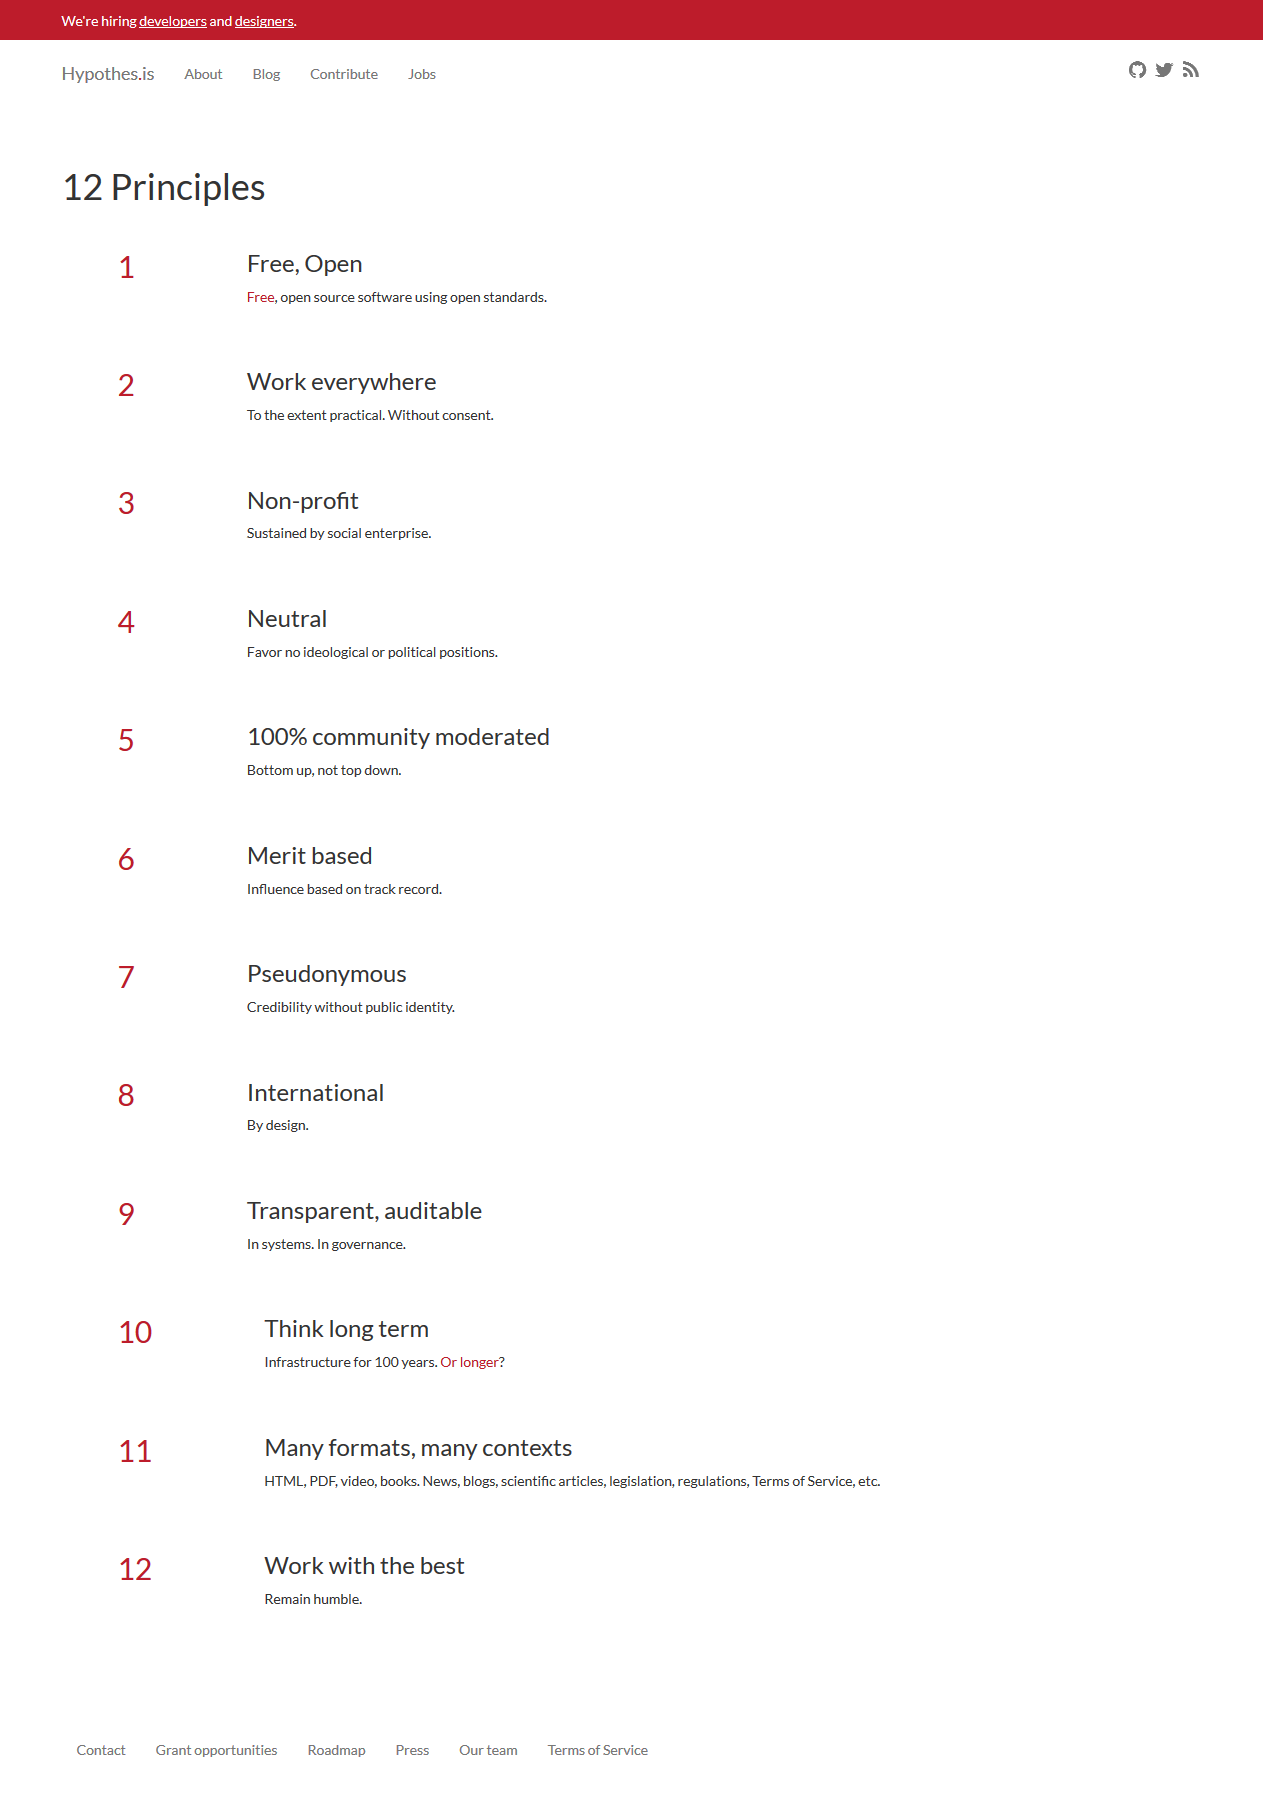 We're hiring developers and designers.
Hypothes.is About Blog Contribute Jobs
12 Principles
1 Free, Open
Free, open source software using open standards.
2 Work everywhere
To the extent practical. Without consent.
3 Non-profit
Sustained by social enterprise.
4 Neutral
Favor no ideological or political positions.
5 100% community moderated
Bottom up, not top down.
6 Merit based
Influence based on track record.
7 Pseudonymous
Credibility without public identity.
8 International
By design.
9 Transparent, auditable
In systems. In governance.
10 Think long term
Infrastructure for 100 years. Or longer?
11 Many formats, many contexts
HTML, PDF, video, books. News, blogs, scientific articles, legislation, regulations, Terms of Service, etc.
12 Work with the best
Remain humble.
Contact Grant opportunities Roadmap Press Our team Terms of Service